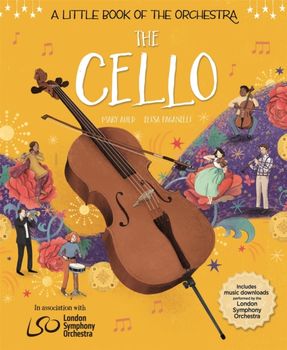 A LITTLE BOOK OF THE ORCHESTRA
THE
CELLO
MARY AULD ELISA PAGANELLI
In association with
LSO London
Symphony
Orchestra
Includes
music downloads
performed by the
London
Symphony
Orchestra